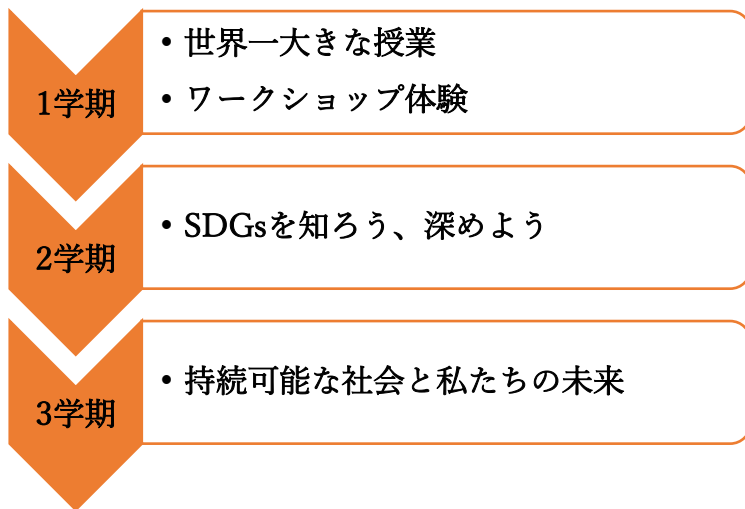 1学期
• 世界一大きな授業
• ワークショップ体験
2学期
• SDGsを知ろう、深めよう
3学期
• 持続可能な社会と私たちの未来